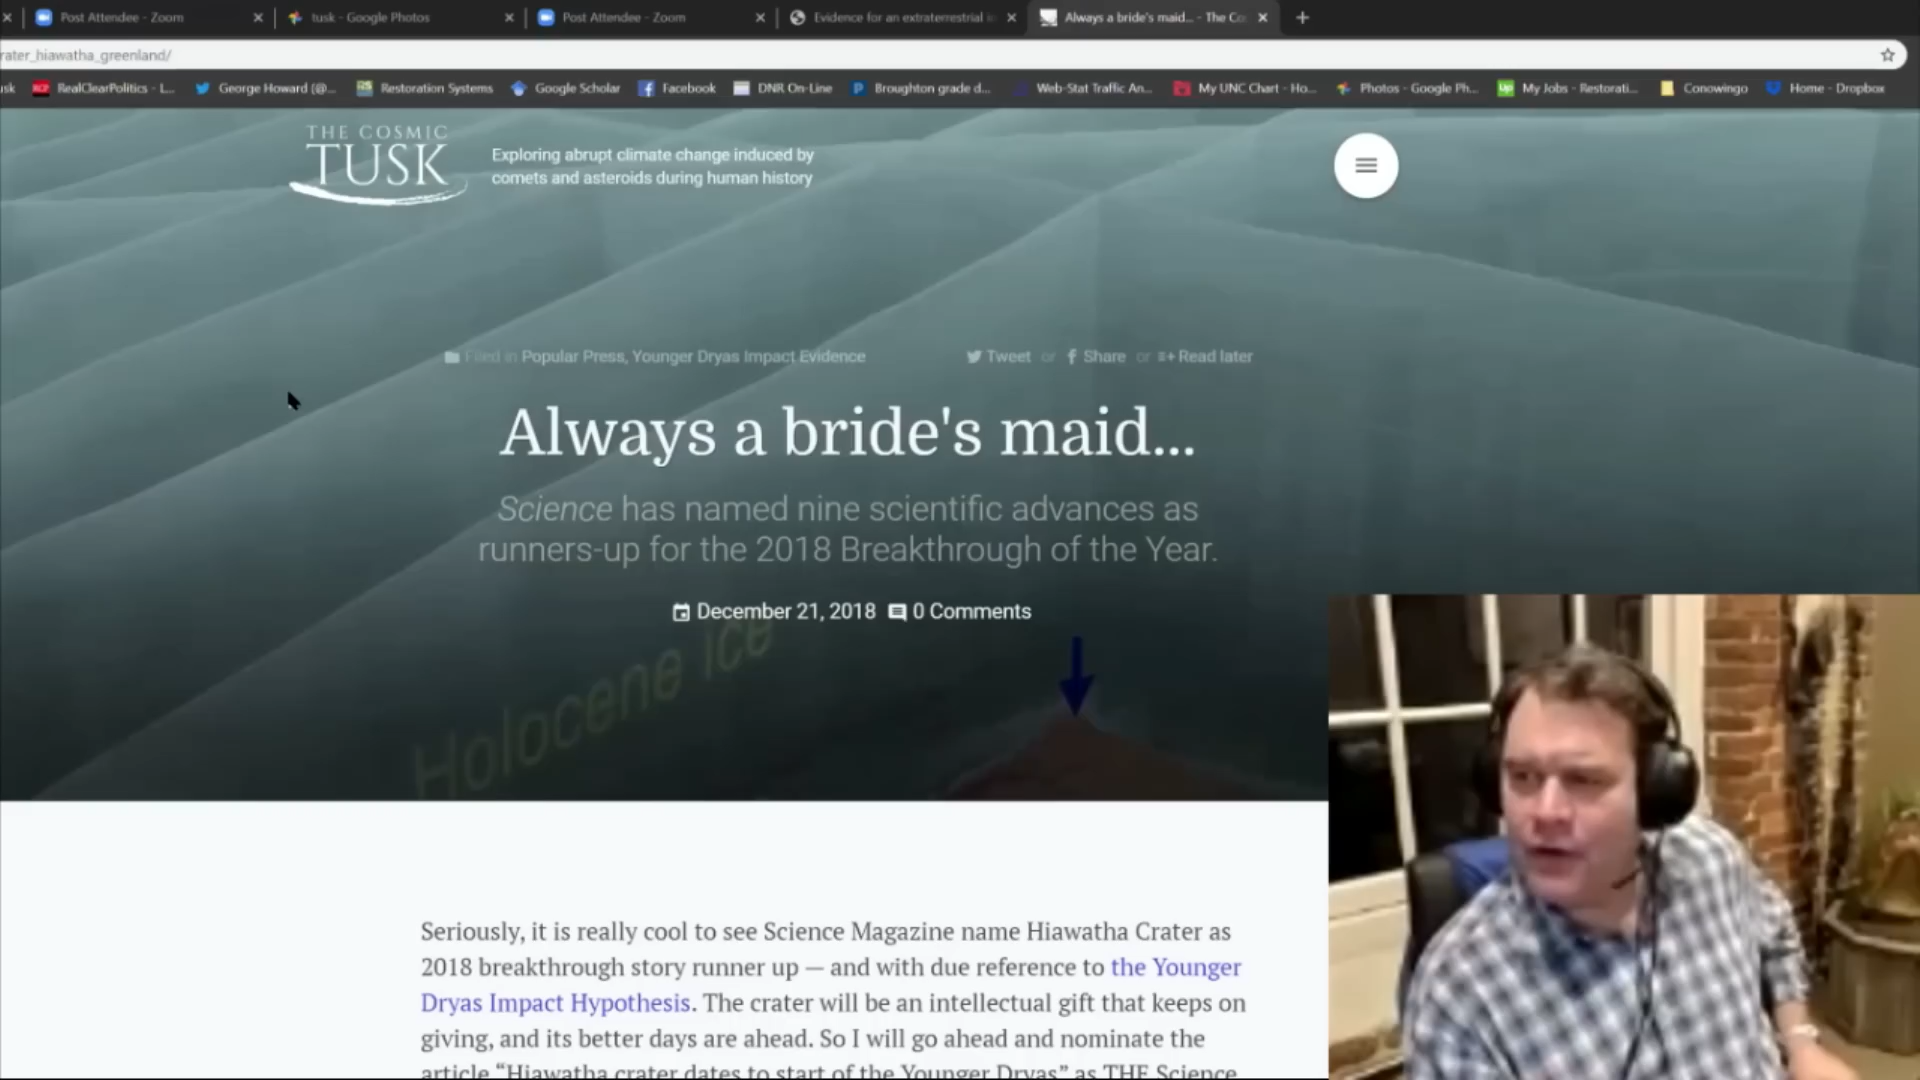 Post Attendee - Zoom
tusk - Google Photos
Post Attendee - Zoom
Evidence for an extraterrestrial
Always a bride's maid... - The Co
rater_hiawatha_greenland/
usk
RealClearPolitics - L...
George Howard (@...
Restoration Systems
Google Scholar
Facebook
DNR On-Line
Broughton grade d...
Web-Stat Traffic An...
My UNC Chart - Ho...
Photos - Google Ph...
My Jobs - Restorati...
Conowingo
Home - Dropbox
THE COSMIC
TUSK
Exploring abrupt climate change induced by
comets and asteroids during human history
Filed in Popular Press, Younger Dryas Impact Evidence
Tweet or Share or Read later
Always a bride's maid...
Science has named nine scientific advances as
runners-up for the 2018 Breakthrough of the Year.
December 21, 2018 0 Comments
Holocene ice
Seriously, it is really cool to see Science Magazine name Hiawatha Crater as
2018 breakthrough story runner up — and with due reference to the Younger
Dryas Impact Hypothesis. The crater will be an intellectual gift that keeps on
giving, and its better days are ahead. So I will go ahead and nominate the
article “Hiawatha crater dates to start of the Younger Dryas” as THE Science